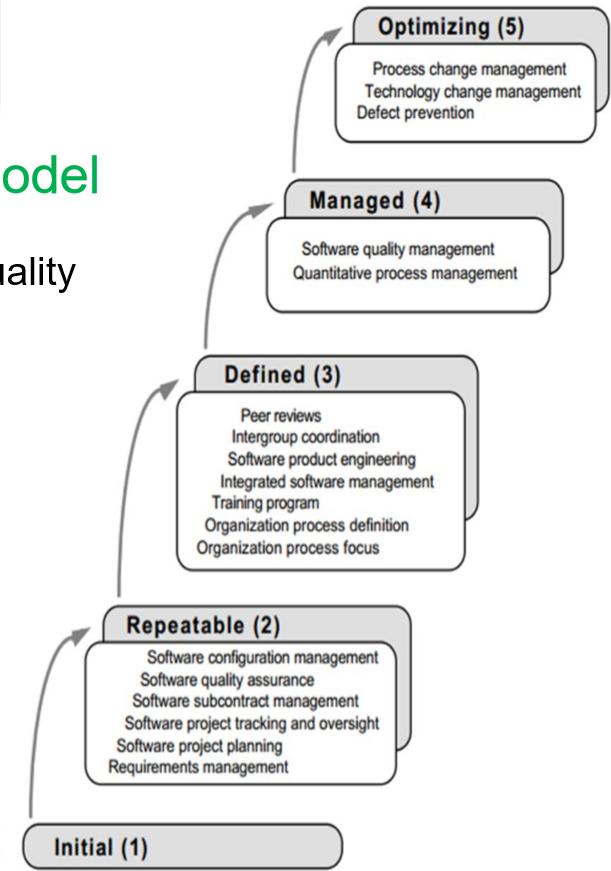 Optimizing (5)
Process change management
Technology change management
Defect prevention
odel
Managed (4)
uality
Software quality management
Quantitative process management
Defined (3)
Peer reviews
Intergroup coordination
Software product engineering
Integrated software management
Training program
Organization process definition
Organization process focus
Repeatable (2)
Software configuration management
Software quality assurance
Software subcontract management
Software project tracking and oversight
Software project planning
Requirements management
Initial (1)